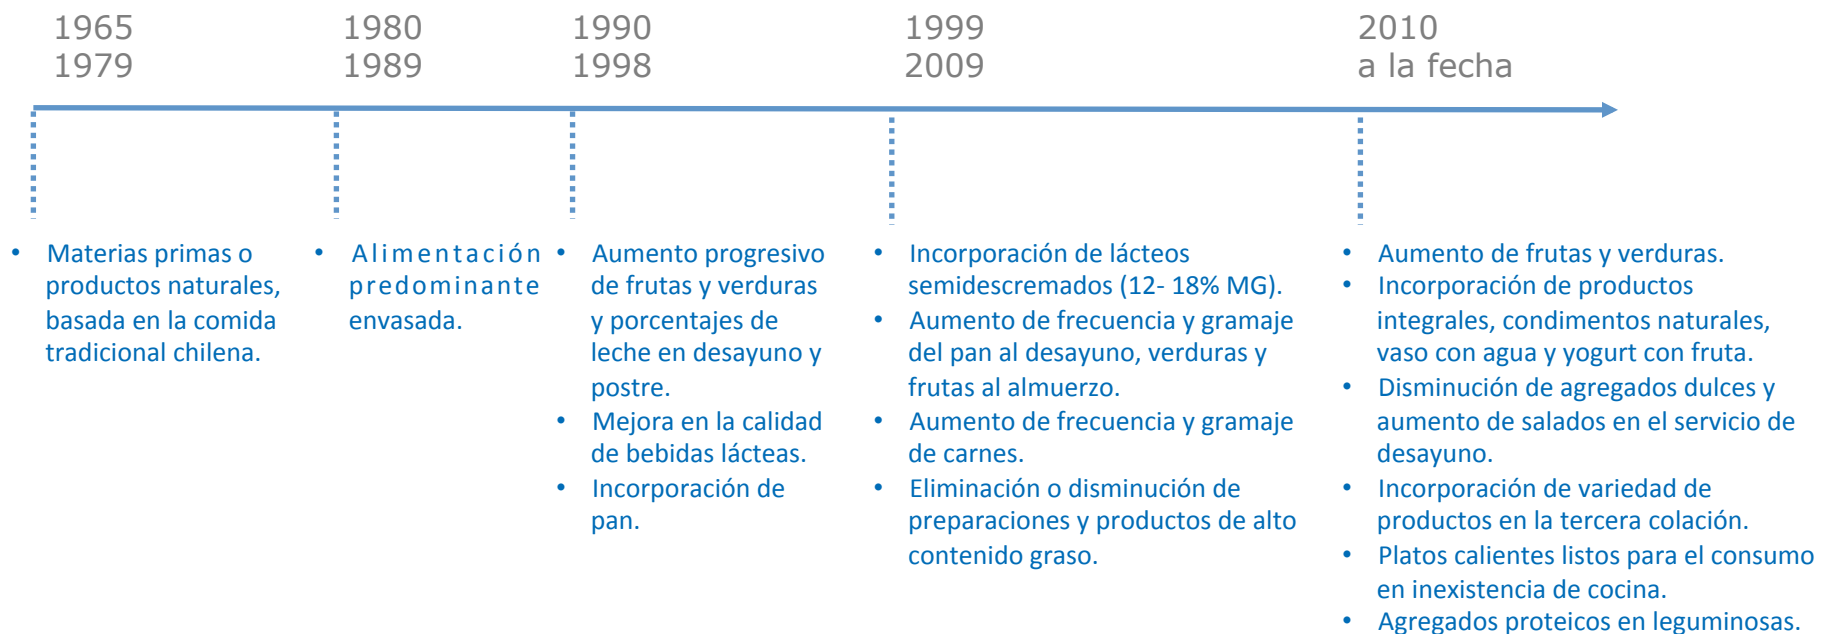 1965
1979
1980
1989
1990
1998
1999
2009
2010
a la fecha
• Materias primas o
productos naturales,
basada en la comida
tradicional chilena.
• Alimentación
predominante
envasada.
• Aumento progresivo
de frutas y verduras
y porcentajes de
leche en desayuno y
postre.
• Mejora en la calidad
de bebidas lácteas.
• Incorporación de
pan.
• Incorporación de lácteos
semidescremados (12- 18% MG).
• Aumento de frecuencia y gramaje
del pan al desayuno, verduras y
frutas al almuerzo.
• Aumento de frecuencia y gramaje
de carnes.
• Eliminación o disminución de
preparaciones y productos de alto
contenido graso.
• Aumento de frutas y verduras.
• Incorporación de productos
integrales, condimentos naturales,
vaso con agua y yogurt con fruta.
• Disminución de agregados dulces y
aumento de salados en el servicio de
desayuno.
• Incorporación de variedad de
productos en la tercera colación.
• Platos calientes listos para el consumo
en inexistencia de cocina.
• Agregados proteicos en leguminosas.